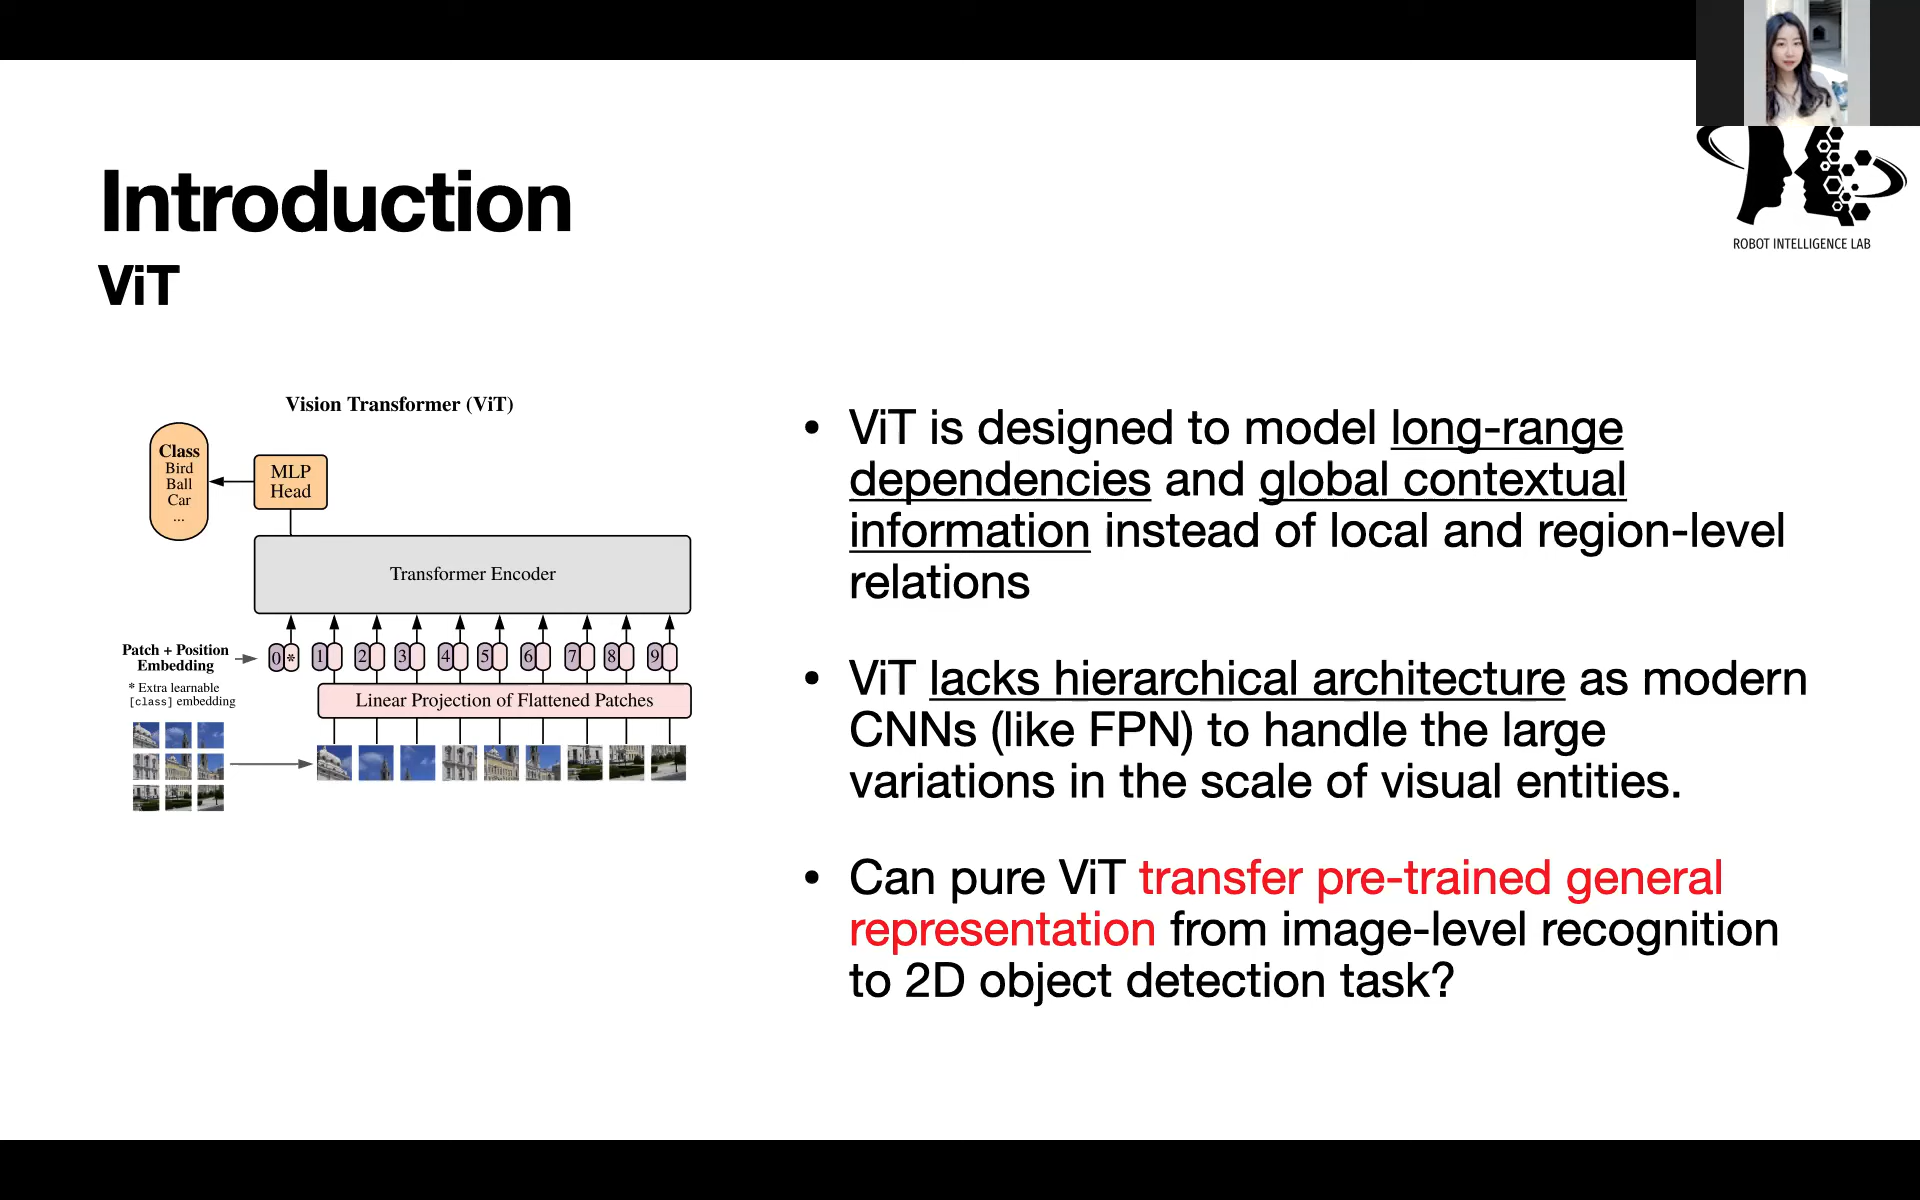 Introduction
ViT
ROBOT INTELLIGENCE LAB
Vision Transformer (ViT)
Class
Bird
Ball
Car
...
MLP
Head
Transformer Encoder
Patch + Position
Embedding
* Extra learnable
[class] embedding
0 * 1 2 3 4 5 6 7 8 9
Linear Projection of Flattened Patches
• ViT is designed to model long-range
dependencies and global contextual
information instead of local and region-level
relations
• ViT lacks hierarchical architecture as modern
CNNs (like FPN) to handle the large
variations in the scale of visual entities.
• Can pure ViT transfer pre-trained general
representation from image-level recognition
to 2D object detection task?